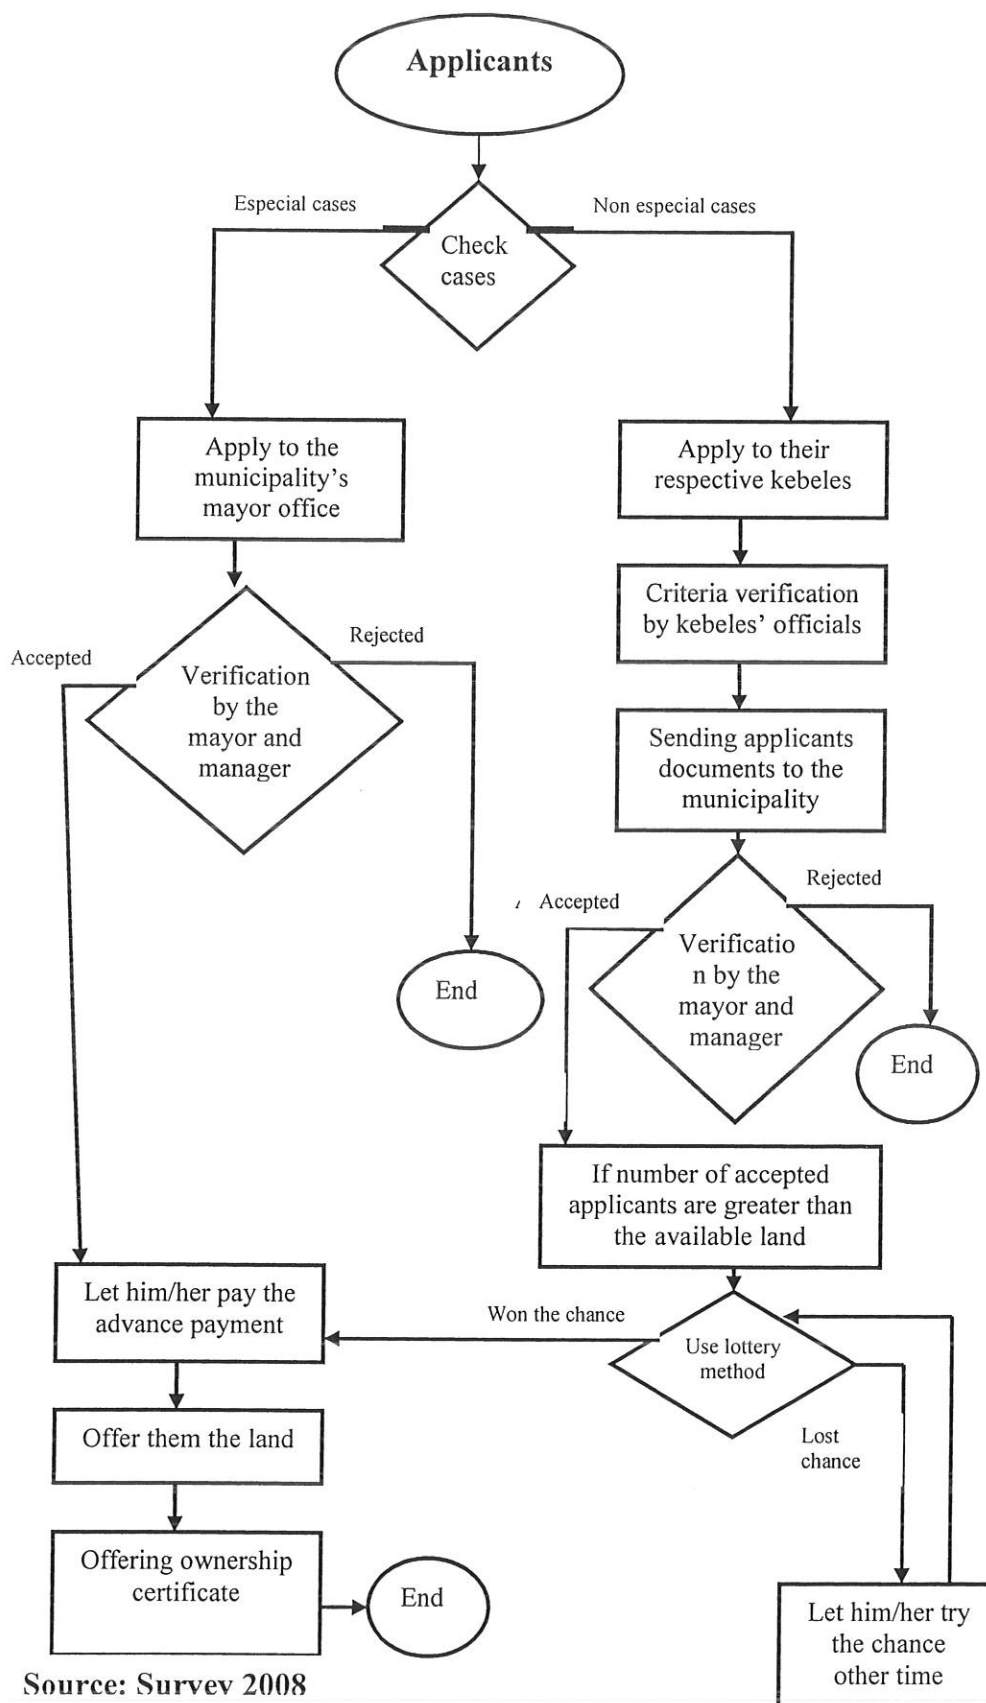 Applicants
Especial cases
Non especial cases
Check
cases
Apply to the
municipality's
mayor office
Apply to their
respective kebeles
Criteria verification
by kebeles' officials
Accepted
Rejected
Verification
by the
mayor and
manager
Sending applicants
documents to the
municipality
Accepted
Rejected
Verificatio
n by the
mayor and
manager
End
End
If number of accepted
applicants are greater than
the available land
Let him/her pay the
advance payment
Won the chance
Use lottery
method
Offer them the land
Lost
chance
Offering ownership
certificate
End
Let him/her try
the chance
other time
Source: Survey 2008